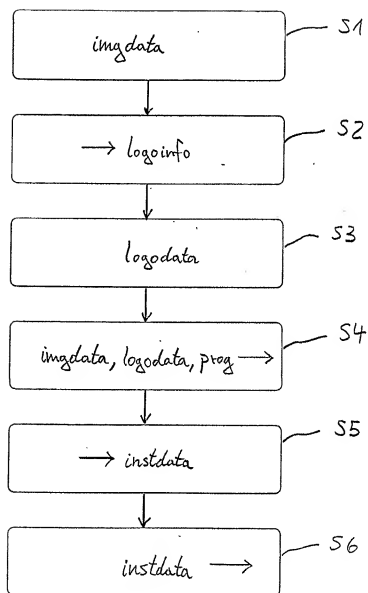 imgdata S1
→ logoinfo S2
logodata S3
imgdata, logodata, prog → S4
→ instdata S5
instdata → S6